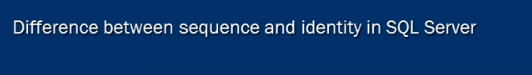 Difference between sequence and identity in SQL Server